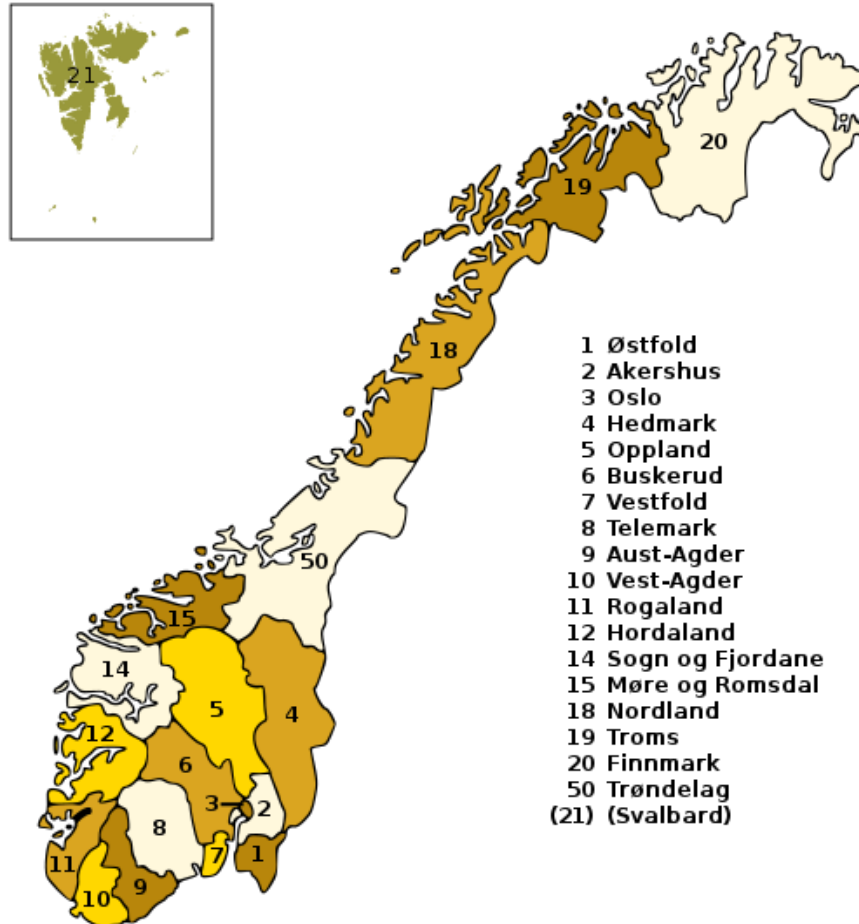 21
20
19
18
50
15
14
12
5
4
6
3
2
8
11
7
1
10
9
1 Østfold
2 Akershus
3 Oslo
4 Hedmark
5 Oppland
6 Buskerud
7 Vestfold
8 Telemark
9 Aust-Agder
10 Vest-Agder
11 Rogaland
12 Hordaland
14 Sogn og Fjordane
15 Møre og Romsdal
18 Nordland
19 Troms
20 Finnmark
50 Trøndelag
(21) (Svalbard)